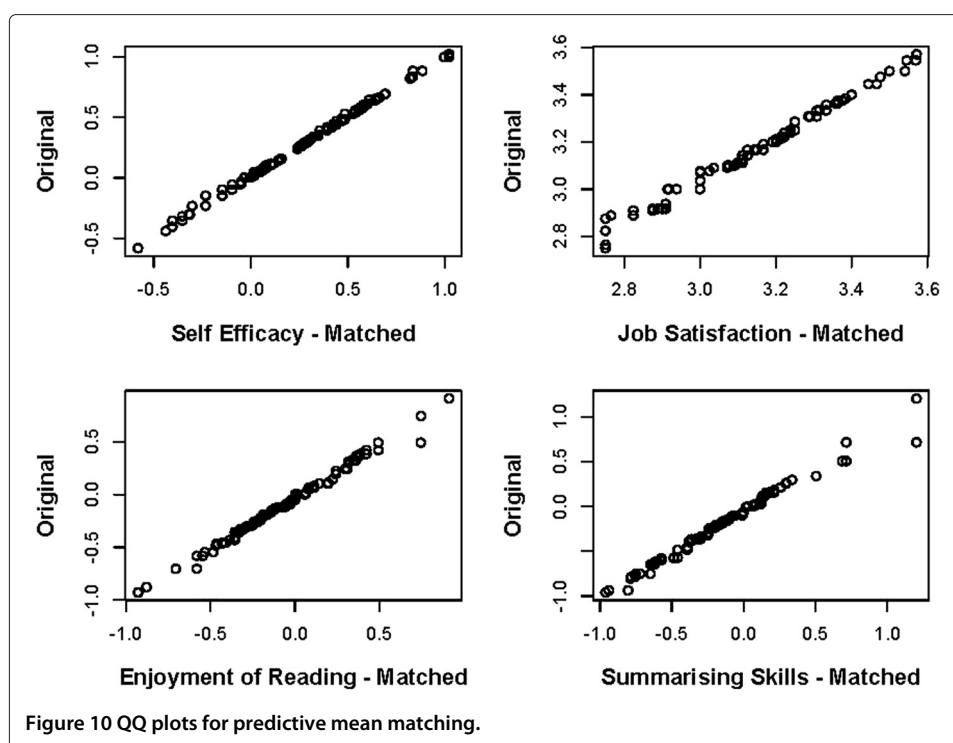 1.0
0.5
0.0
-0.5
Original
-0.5 0.0 0.5 1.0
Self Efficacy - Matched
3.6
3.4
3.2
3.0
2.8
Original
2.8 3.0 3.2 3.4 3.6
Job Satisfaction - Matched
0.5
0.0
-0.5
-1.0
Original
-1.0 -0.5 0.0 0.5
Enjoyment of Reading - Matched
1.0
0.5
0.0
-1.0
Original
-1.0 -0.5 0.0 0.5 1.0
Summarising Skills - Matched
Figure 10 QQ plots for predictive mean matching.